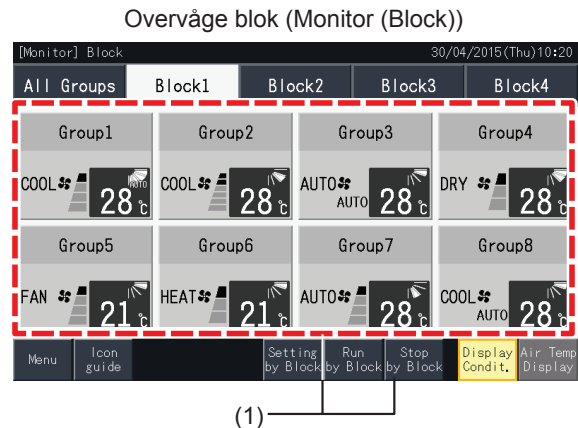 Overvåge blok (Monitor (Block))
[Monitor] Block 30/04/2015(Thu)10:20
All Groups Block1 Block2 Block3 Block4
Group1 Group2 Group3 Group4
COOL AUTO 28℃ COOL 28℃ AUTO AUTO 28℃ DRY 28℃
Group5 Group6 Group7 Group8
FAN 21℃ HEAT 21℃ AUTO 28℃ COOL AUTO 28℃
Menu Icon guide Setting by Block Run by Block Stop by Block Display Condit. Air Temp Display
(1)